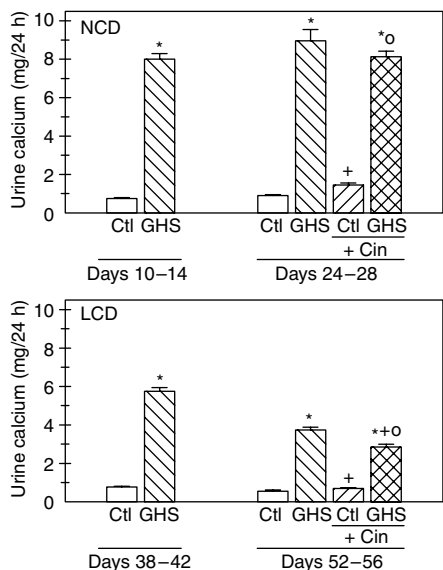 NCD
Urine calcium (mg/24 h)
10
8
6
4
2
0
*
*
+
*o
Ctl GHS
Ctl GHS Ctl GHS
+ Cin
Days 10–14
Days 24–28
LCD
Urine calcium (mg/24 h)
10
8
6
4
2
0
*
*
+
*+o
Ctl GHS
Ctl GHS Ctl GHS
+ Cin
Days 38–42
Days 52–56